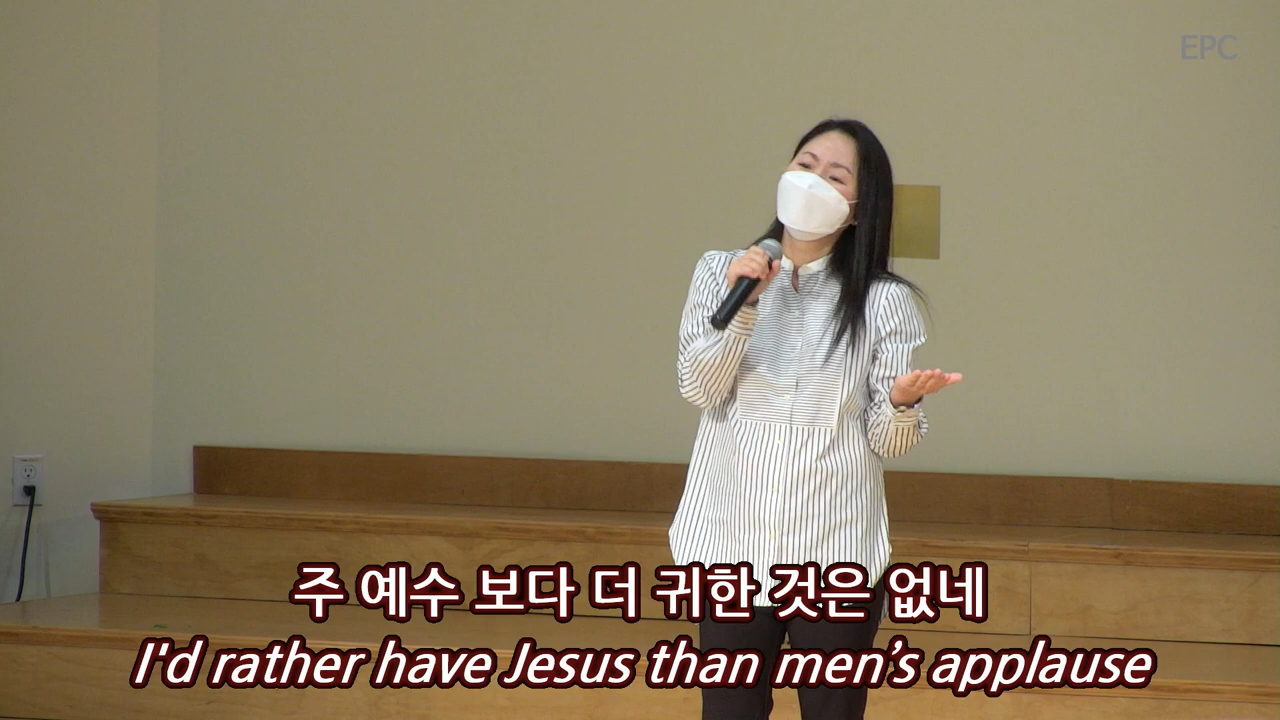 EPC
주 예수 보다 더 귀한 것은 없네
I'd rather have Jesus than men’s applause